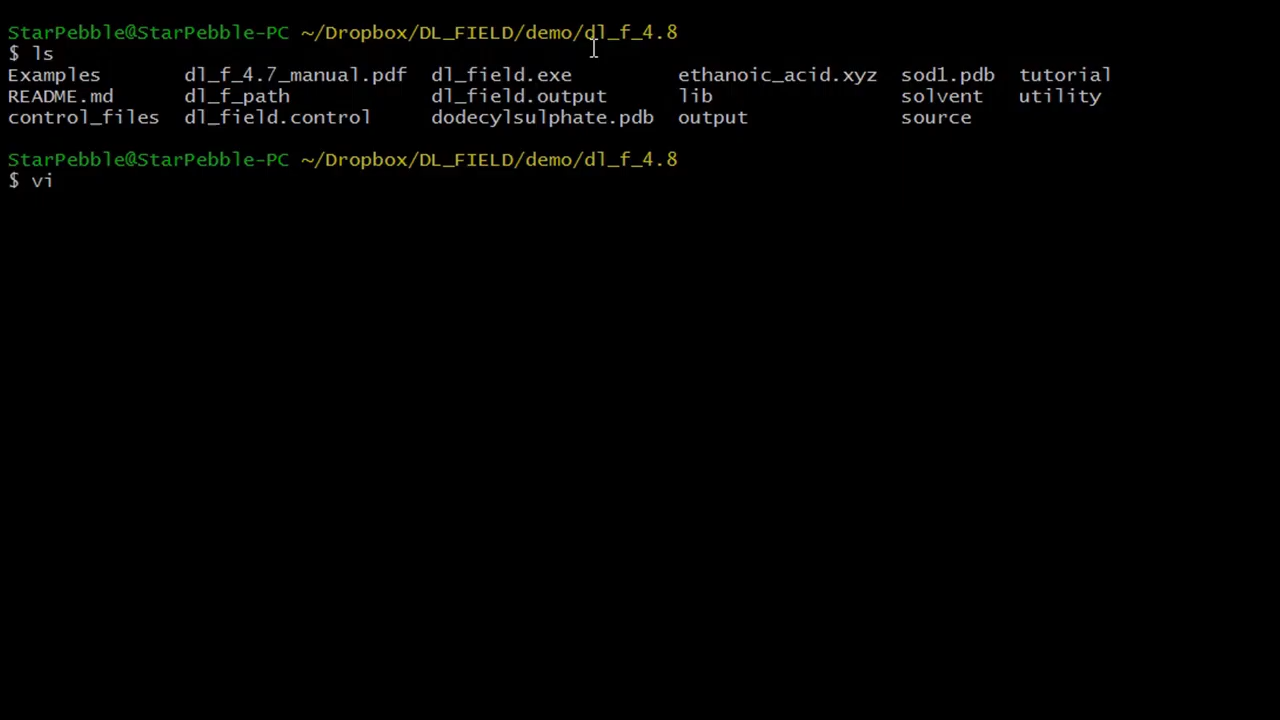 StarPebble@StarPebble-PC ~/Dropbox/DL_FIELD/demo/dl_f_4.8
$ ls
Examples dl_f_4.7_manual.pdf dl_field.exe ethanoic_acid.xyz sod1.pdb tutorial
README.md dl_f_path dl_field.output lib solvent utility
control_files dl_field.control dodecylsulphate.pdb output source
StarPebble@StarPebble-PC ~/Dropbox/DL_FIELD/demo/dl_f_4.8
$ vi